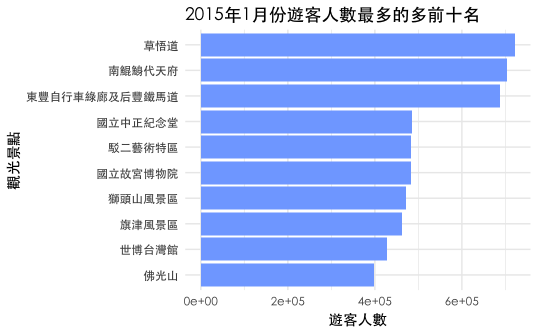 2015年1月份遊客人數最多的多前十名
草悟道
南鯤鯓代天府
東豐自行車綠廊及后豐鐵馬道
國立中正紀念堂
駁二藝術特區
國立故宮博物院
獅頭山風景區
旗津風景區
世博台灣館
佛光山
觀光景點
0e+00 2e+05 4e+05 6e+05
遊客人數